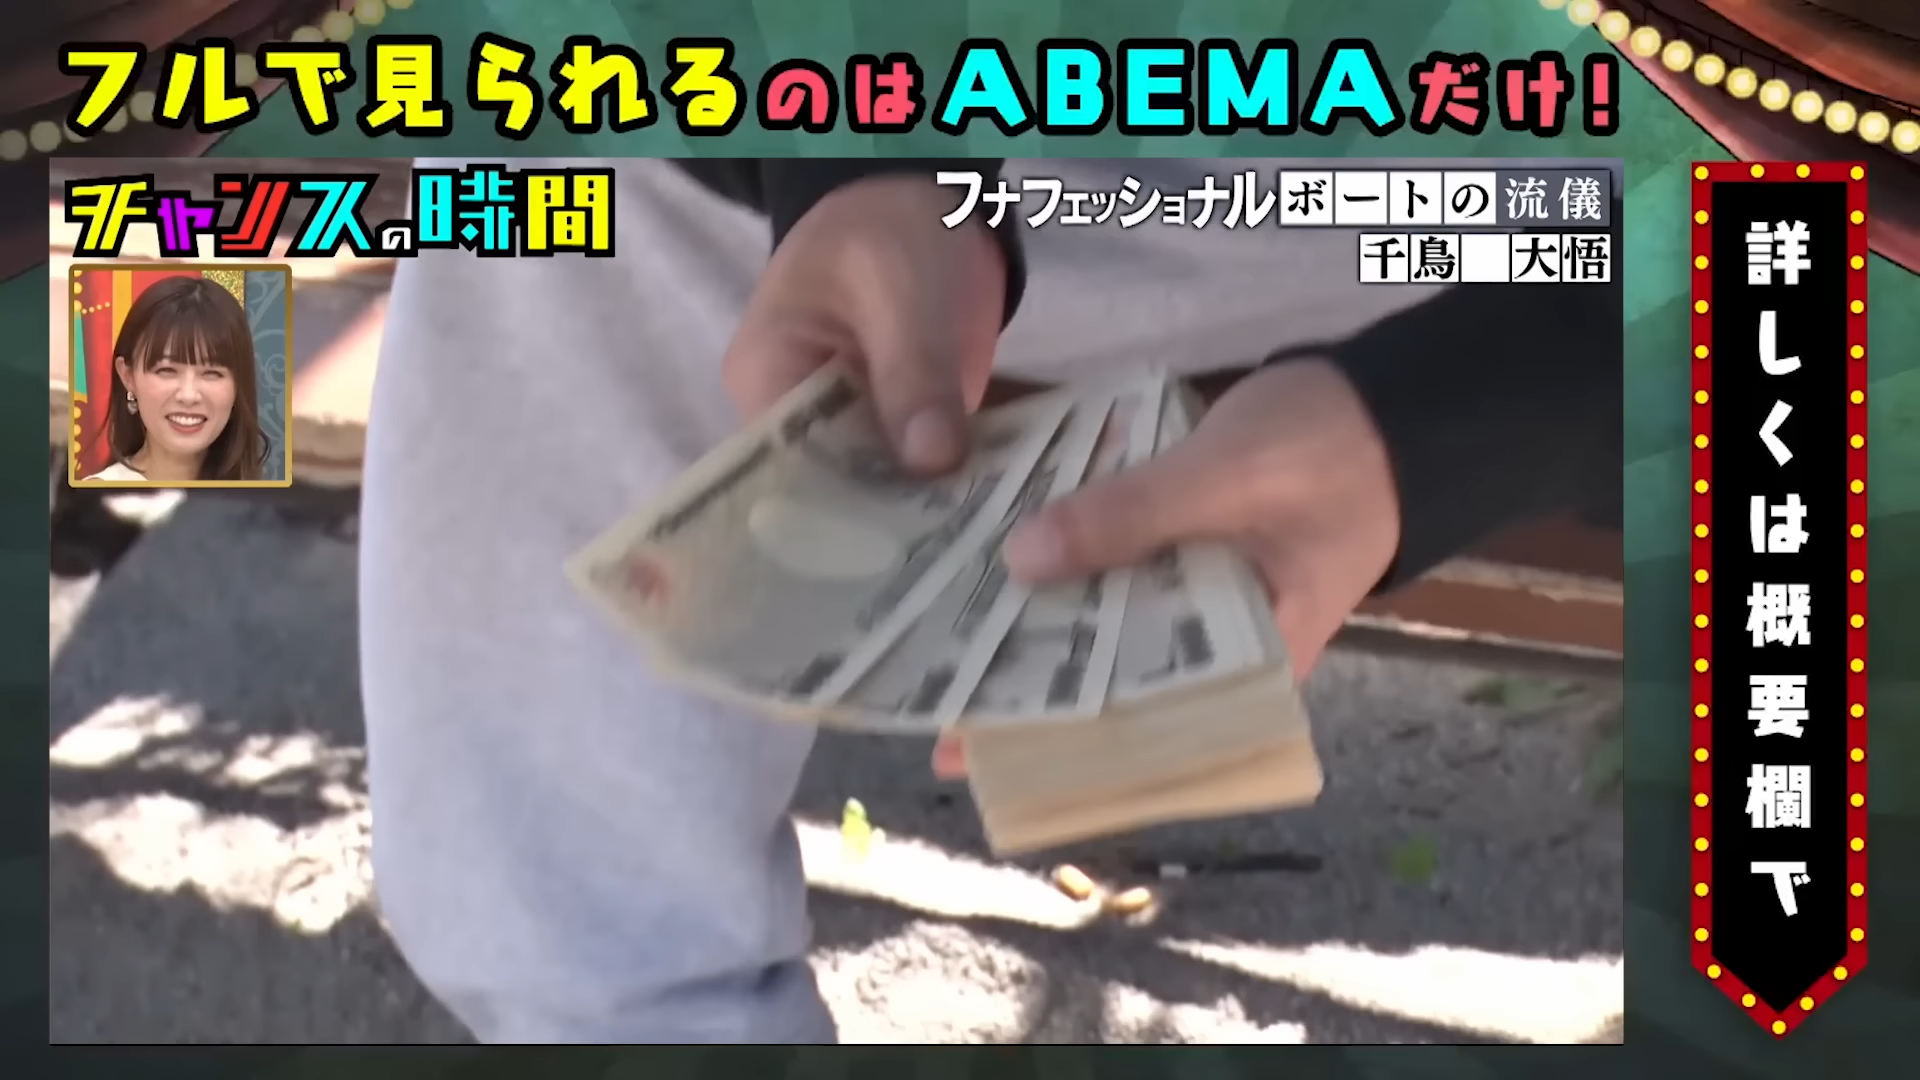 フルで見られるのはABEMAだけ!
チャンスの時間
フナフェッショナル ボートの流儀
千鳥 大悟
詳しくは概要欄で